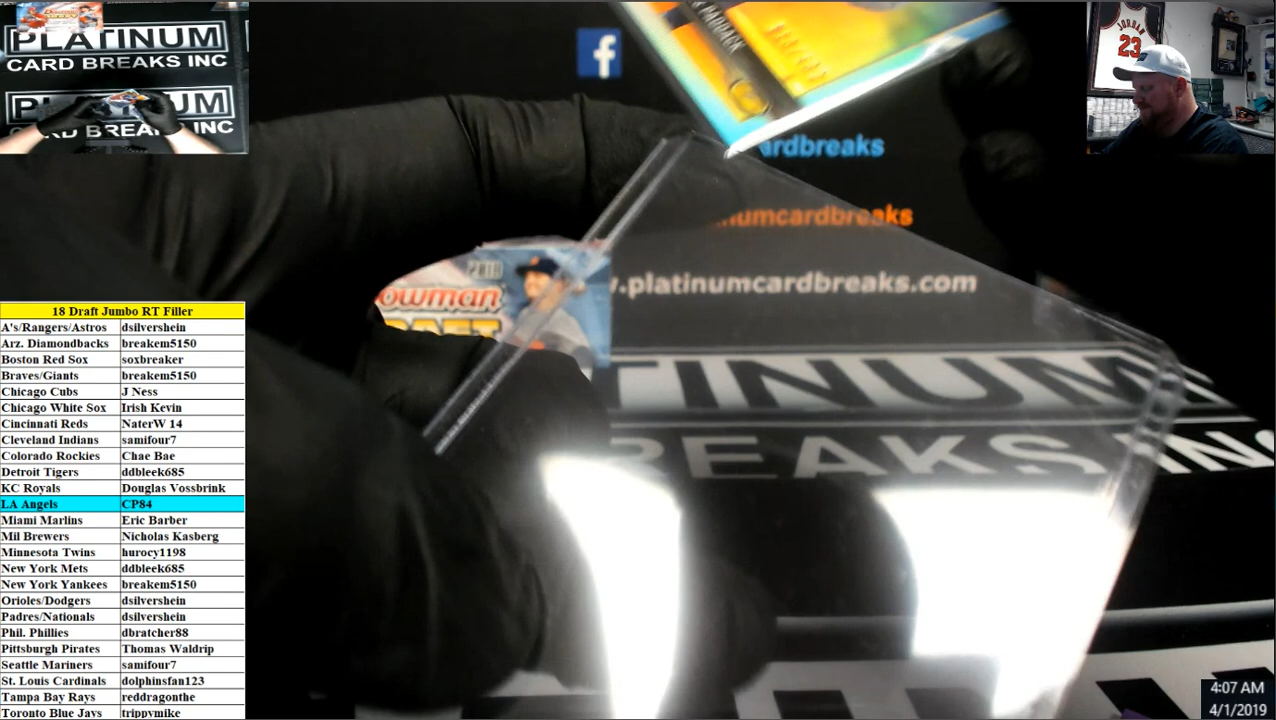 PLATINUM
CARD BREAKS INC
PLATINUM
CARD BREAKS INC
JORDAN
23
PADDACK
ardbreaks
numcardbreaks
.platinumcardbreaks.com
2018
owman
DRAFT
TINUM
REAKS INC
18 Draft Jumbo RT Filler
A's/Rangers/Astros dsilvershein
Arz. Diamondbacks breakem5150
Boston Red Sox soxbreaker
Braves/Giants breakem5150
Chicago Cubs J Ness
Chicago White Sox Irish Kevin
Cincinnati Reds NaterW 14
Cleveland Indians samifour7
Colorado Rockies Chae Bae
Detroit Tigers ddbleek685
KC Royals Douglas Vossbrink
LA Angels CP84
Miami Marlins Eric Barber
Mil Brewers Nicholas Kasberg
Minnesota Twins hurocy1198
New York Mets ddbleek685
New York Yankees breakem5150
Orioles/Dodgers dsilvershein
Padres/Nationals dsilvershein
Phil. Phillies dbratcher88
Pittsburgh Pirates Thomas Waldrip
Seattle Mariners samifour7
St. Louis Cardinals dolphinsfan123
Tampa Bay Rays reddragonthe
Toronto Blue Jays trippymike
4:07 AM
4/1/2019